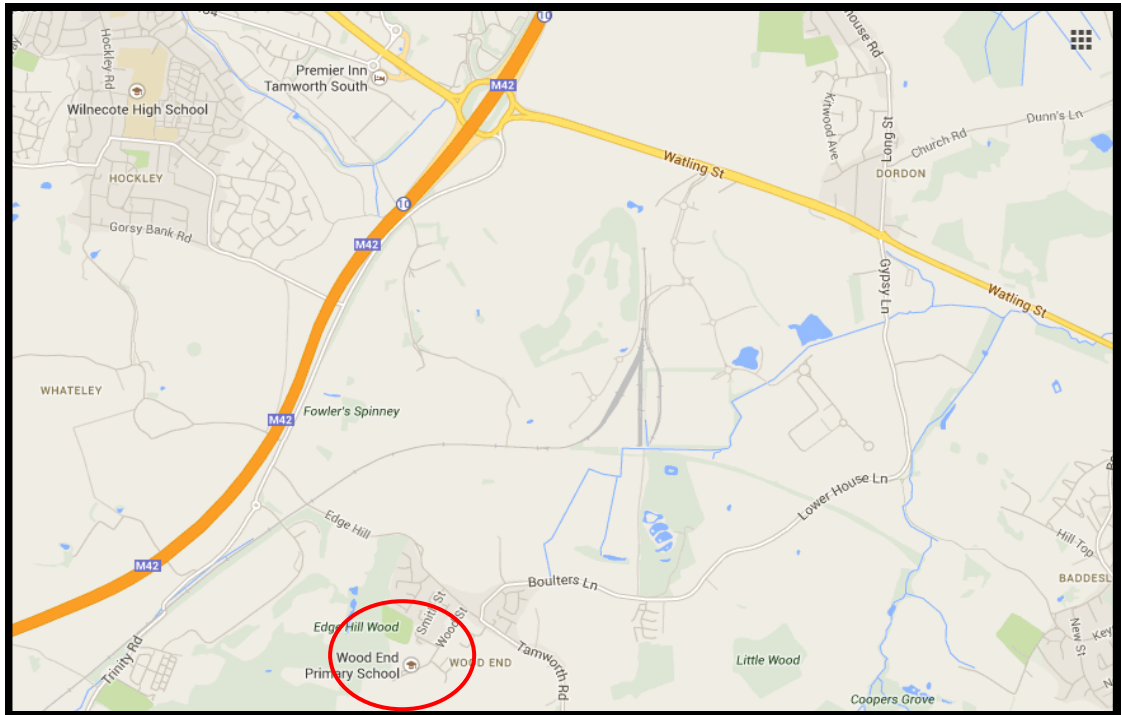 10
Hockley Rd
Premier Inn
Tamworth South
M42
Wilnecote High School
Kitwood Ave
Long St
Church Rd
Dunn's Ln
Watling St
DORDON
HOCKLEY
10
Gorsy Bank Rd
M42
Gypsy Ln
Watling St
WHATELEY
Fowler's Spinney
M42
Lower House Ln
Edge Hill
Hill Top
M42
Boulters Ln
BADDESL
Smith St
Wood St
Edge Hill Wood
New St
Key
Trinity Rd
Wood End
Primary School
WOOD END
Tamworth Rd
Little Wood
Coopers Grove